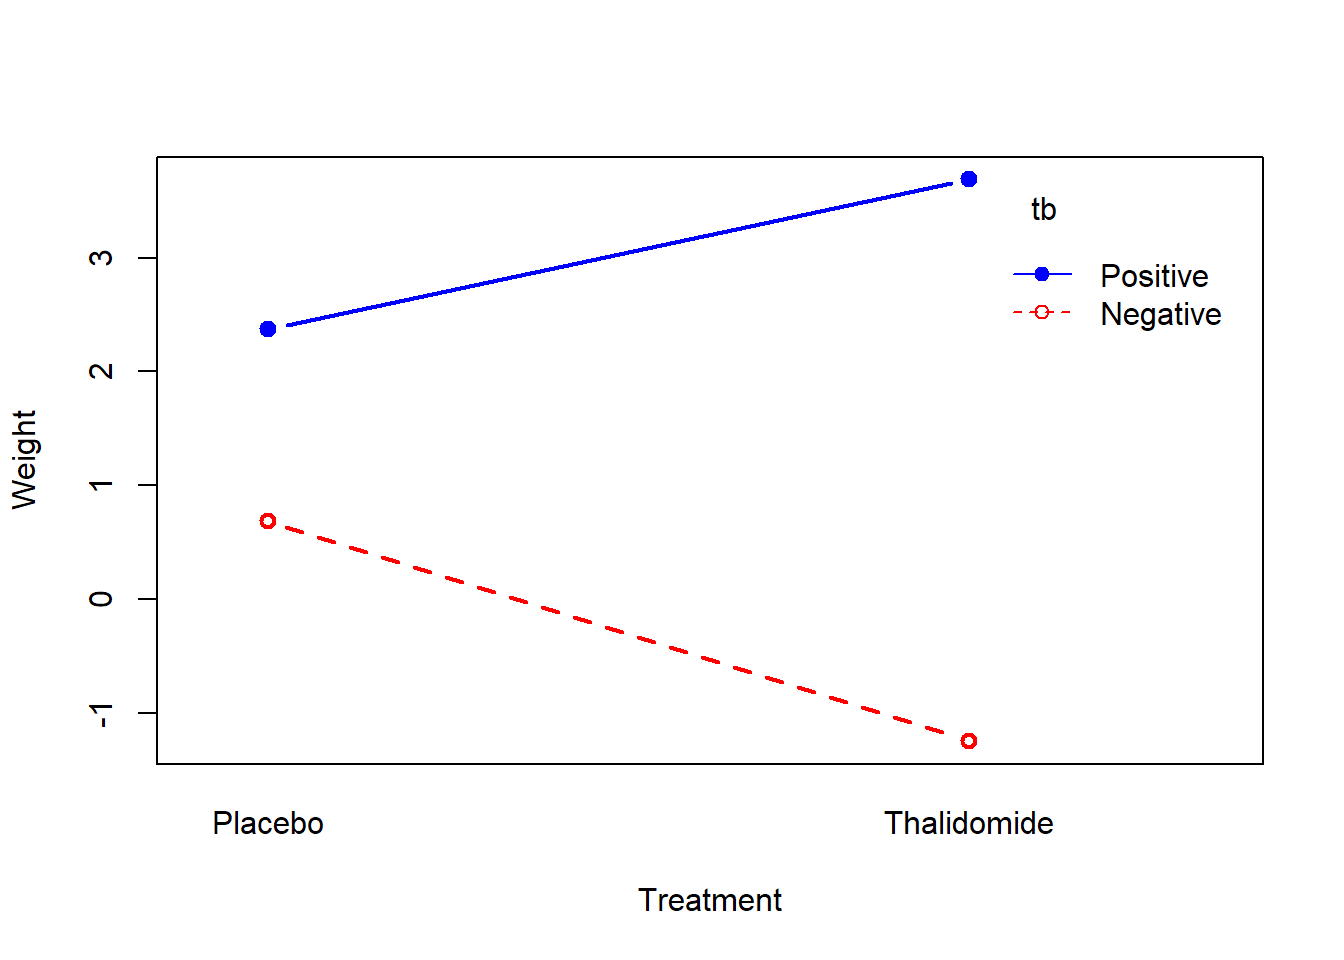 tb
Positive
Negative
Weight
3
2
1
0
-1
Placebo
Thalidomide
Treatment